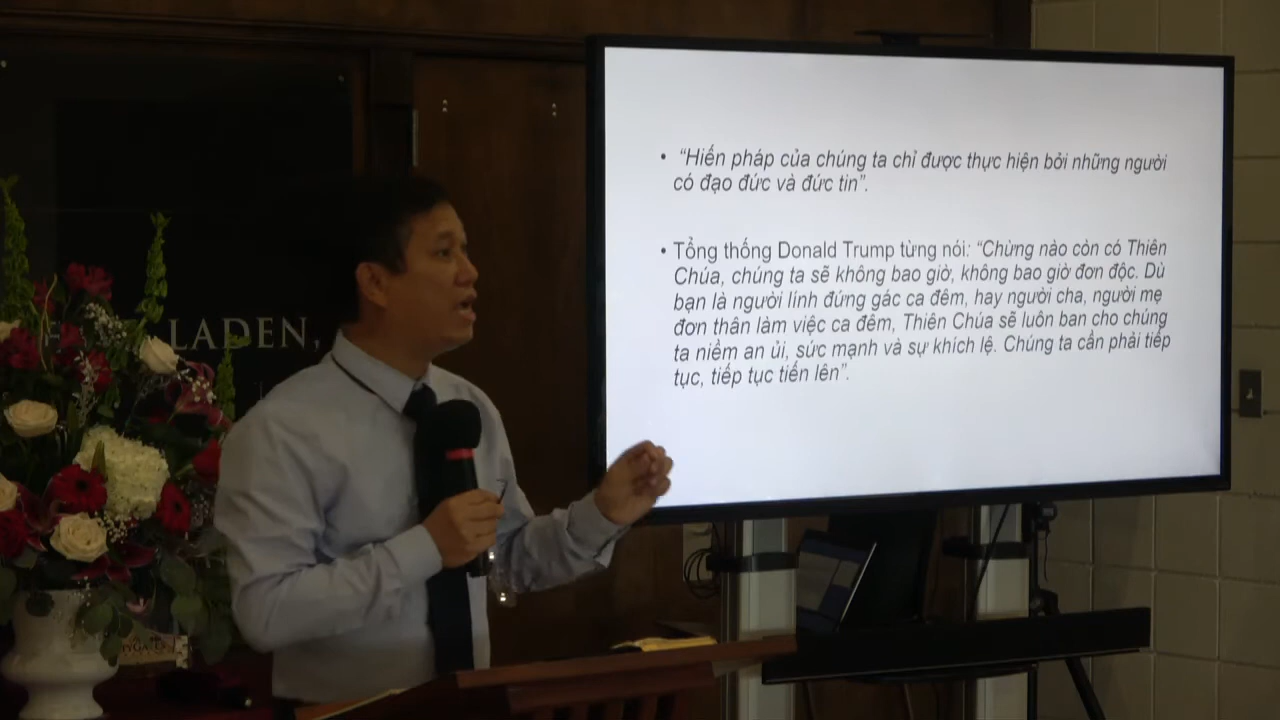 LADEN,
• “Hiến pháp của chúng ta chỉ được thực hiện bởi những người
có đạo đức và đức tin”.
• Tổng thống Donald Trump từng nói: “Chừng nào còn có Thiên
Chúa, chúng ta sẽ không bao giờ, không bao giờ đơn độc. Dù
bạn là người lính đứng gác ca đêm, hay người cha, người mẹ
đơn thân làm việc ca đêm, Thiên Chúa sẽ luôn ban cho chúng
ta niềm an ủi, sức mạnh và sự khích lệ. Chúng ta cần phải tiếp
tục, tiếp tục tiến lên”.